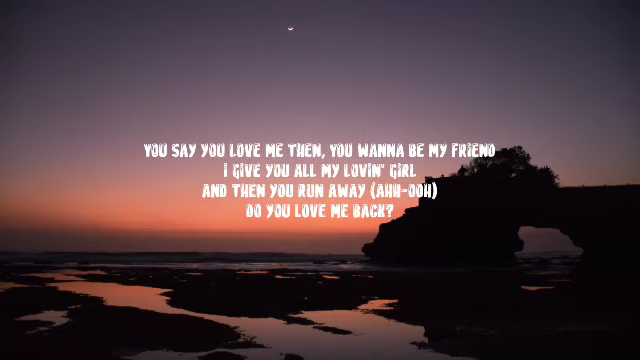 YOU SAY YOU LOVE ME THEN, YOU WANNA BE MY FRIEND
I GIVE YOU ALL MY LOVIN' GIRL
AND THEN YOU RUN AWAY (AHH-OOH)
DO YOU LOVE ME BACK?